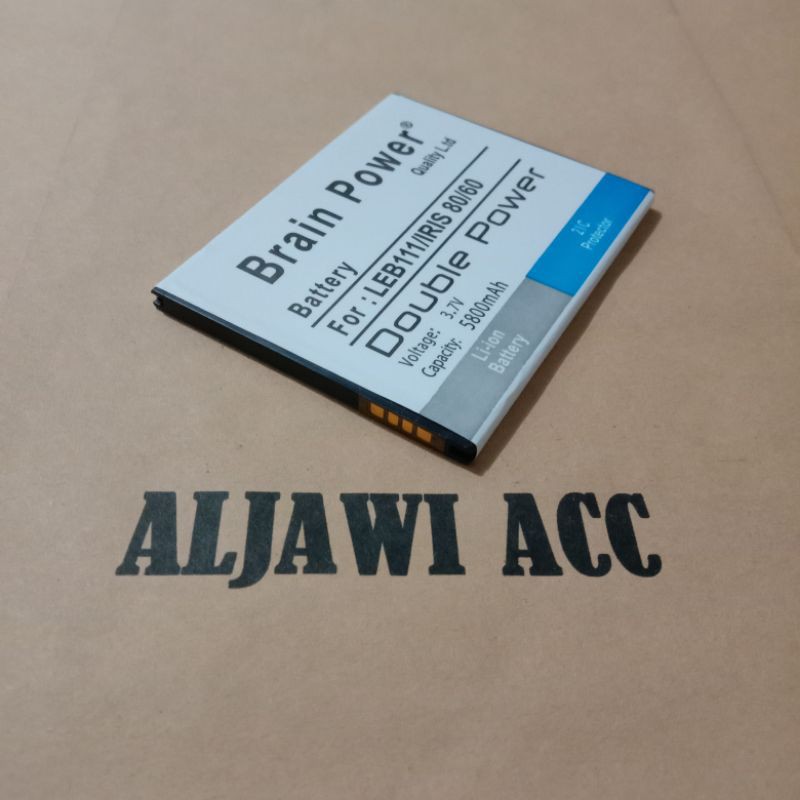 Brain Power®
Quality L.td
Battery
For : LEB111/IRIS 80/60
Double Power
Voltage: 3.7V
Capacity: 5800mAh
Li-ion
Battery
2IC
Protector
ALJAWI ACC